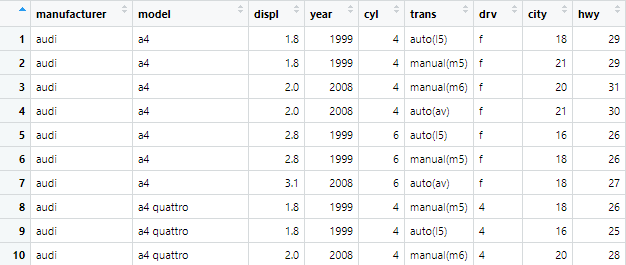 manufacturer model displ year cyl trans drv city hwy
1 audi a4 1.8 1999 4 auto(l5) f 18 29
2 audi a4 1.8 1999 4 manual(m5) f 21 29
3 audi a4 2.0 2008 4 manual(m6) f 20 31
4 audi a4 2.0 2008 4 auto(av) f 21 30
5 audi a4 2.8 1999 6 auto(l5) f 16 26
6 audi a4 2.8 1999 6 manual(m5) f 18 26
7 audi a4 3.1 2008 6 auto(av) f 18 27
8 audi a4 quattro 1.8 1999 4 manual(m5) 4 18 26
9 audi a4 quattro 1.8 1999 4 auto(l5) 4 16 25
10 audi a4 quattro 2.0 2008 4 manual(m6) 4 20 28